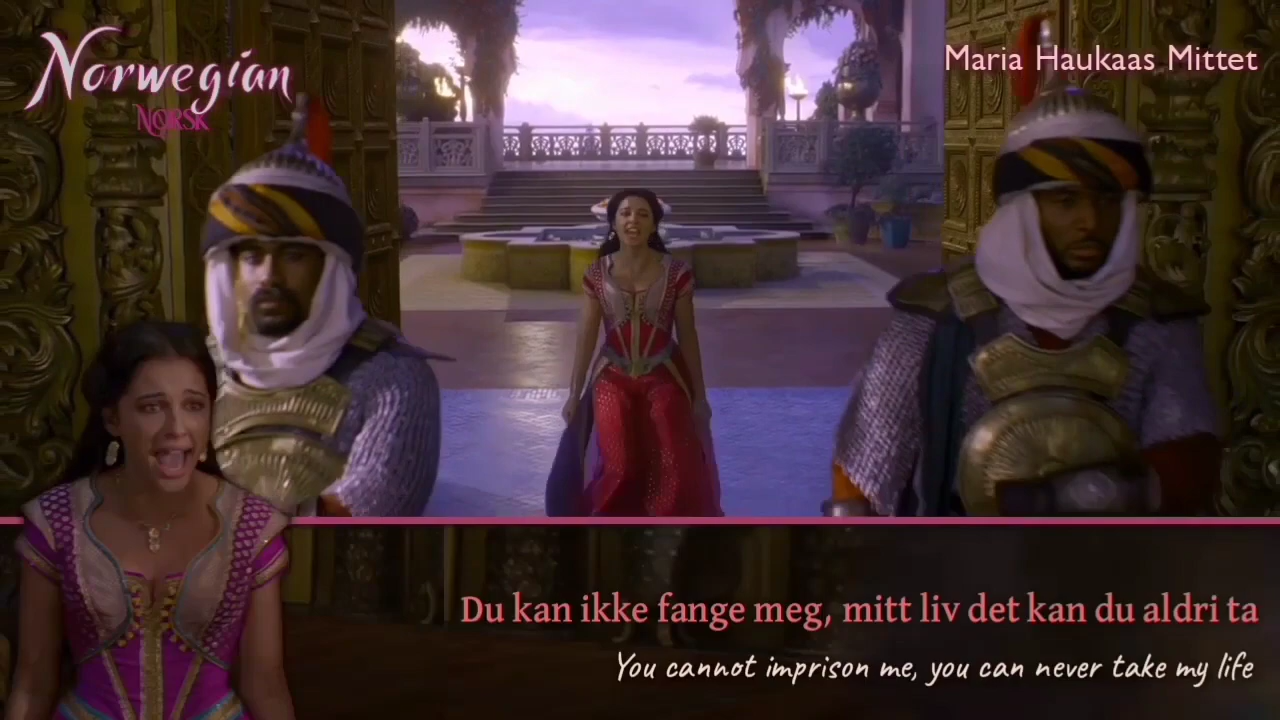 Norwegian
NORSK
Maria Haukaas Mittet
Du kan ikke fange meg, mitt liv det kan du aldri ta
You cannot imprison me, you can never take my life